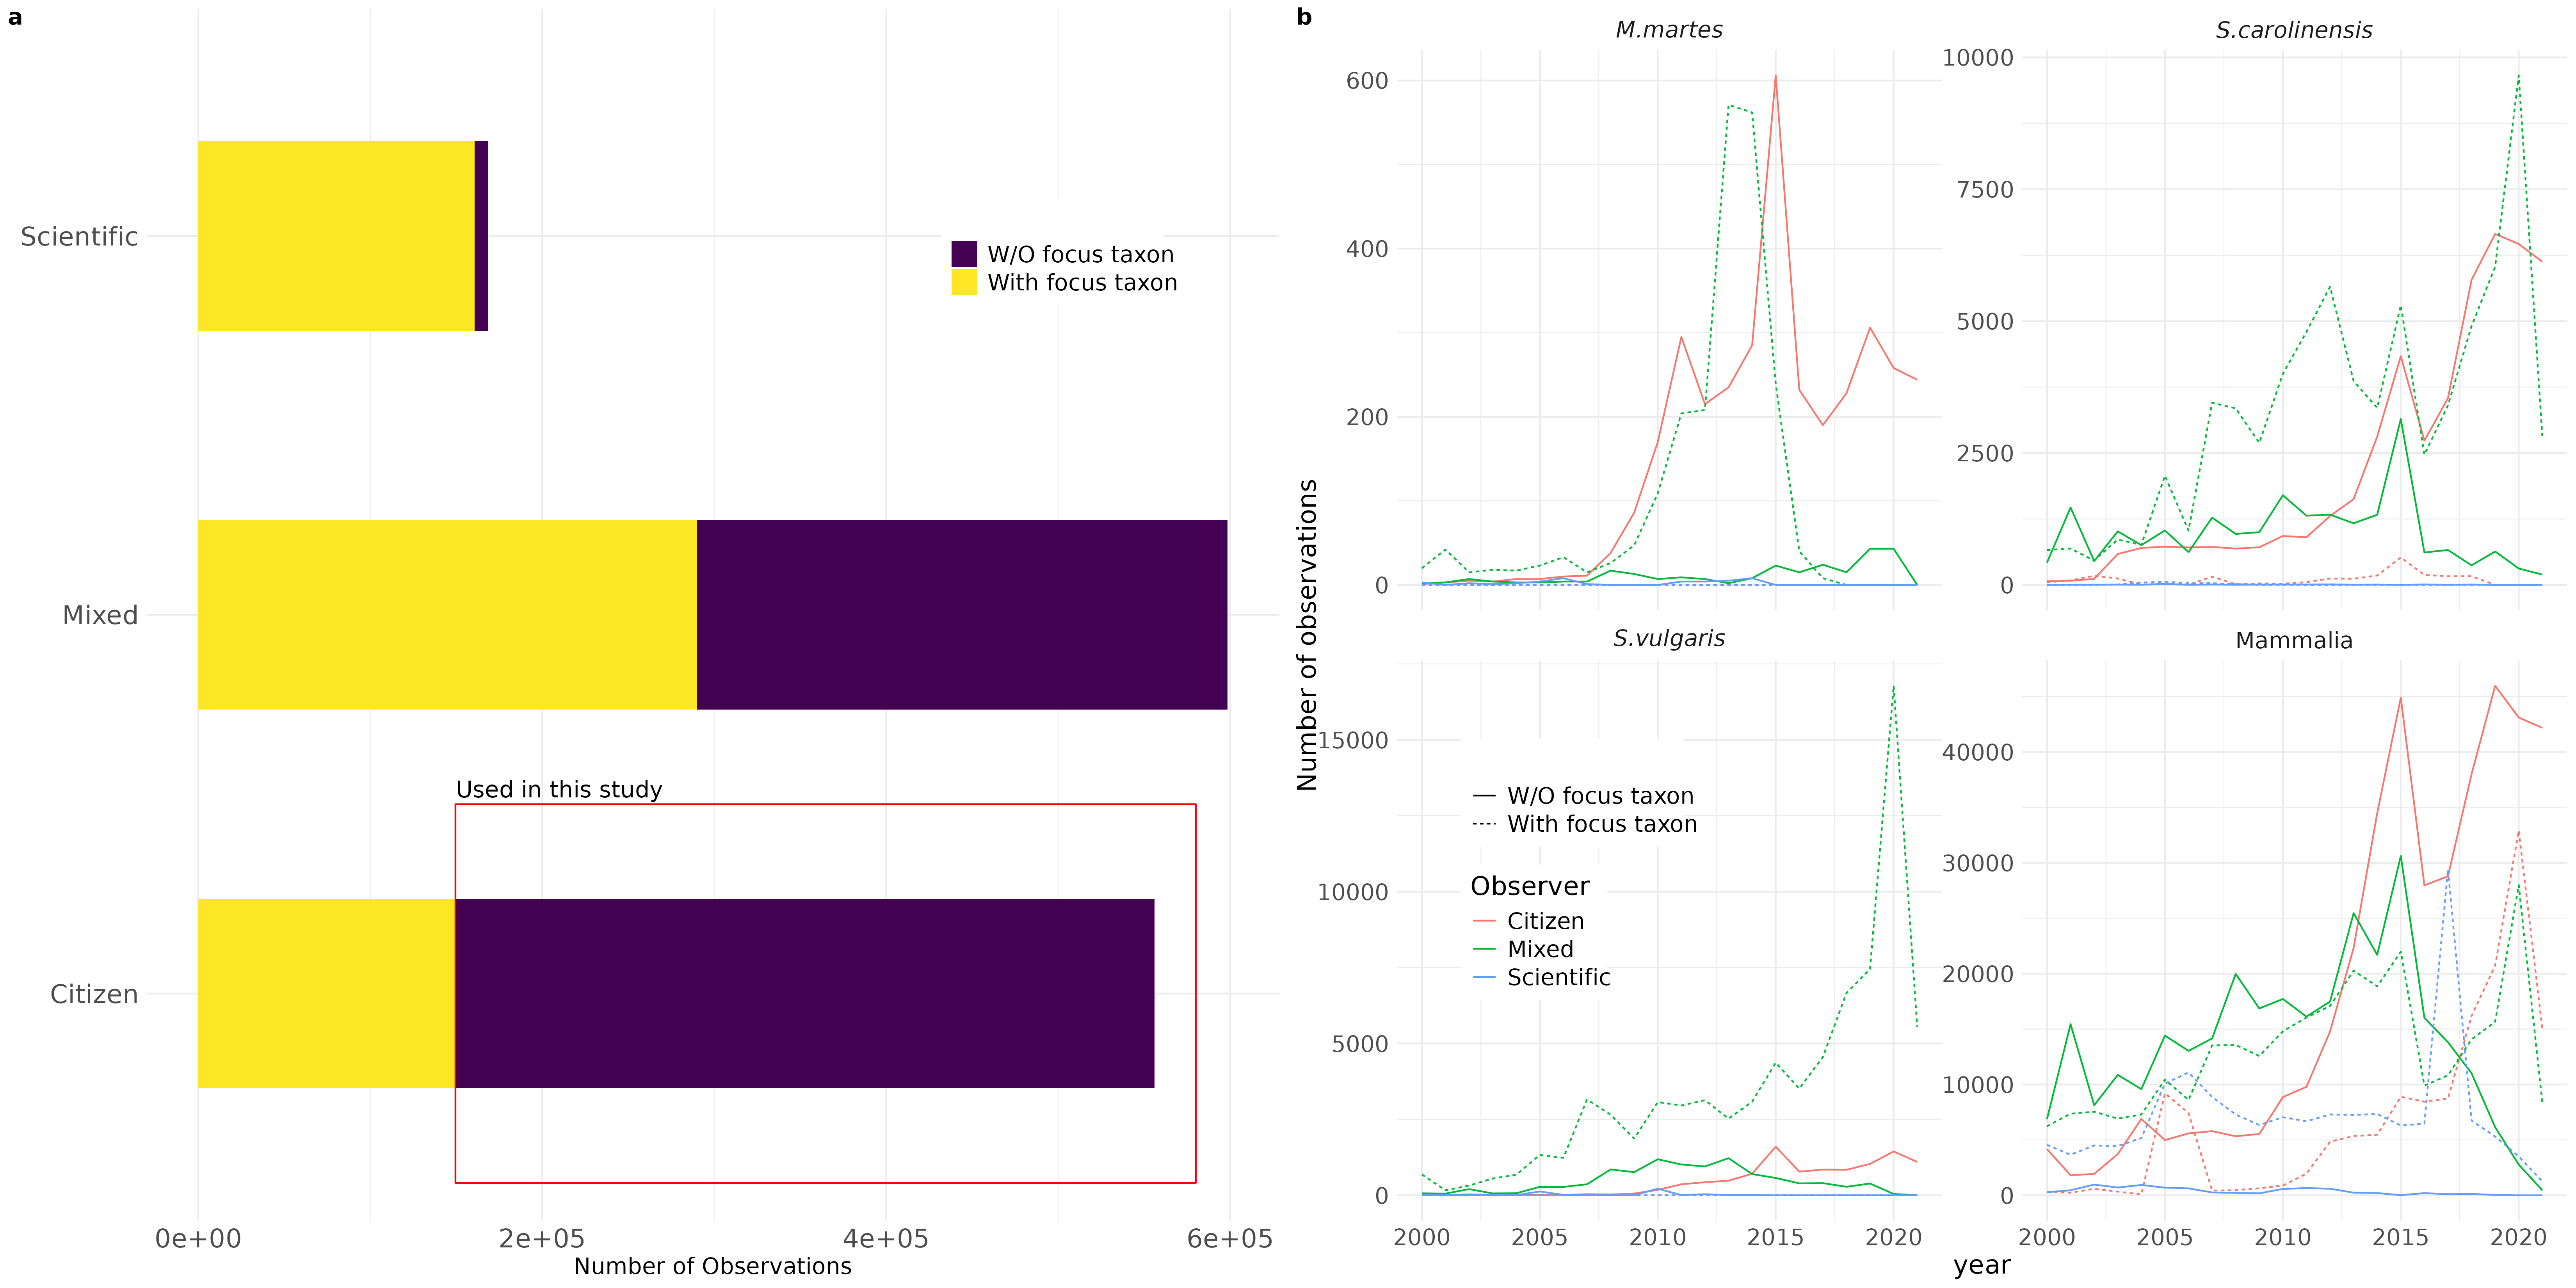 a
Scientific
Mixed
Citizen
W/O focus taxon
With focus taxon
Used in this study
0e+00
2e+05
4e+05
6e+05
Number of Observations
b
Number of observations
M.martes
600
400
200
0
S.carolinensis
10000
7500
5000
2500
0
S.vulgaris
15000
10000
5000
0
W/O focus taxon
With focus taxon
Observer
Citizen
Mixed
Scientific
2000
2005
2010
2015
2020
Mammalia
40000
30000
20000
10000
0
2000
2005
2010
2015
2020
year